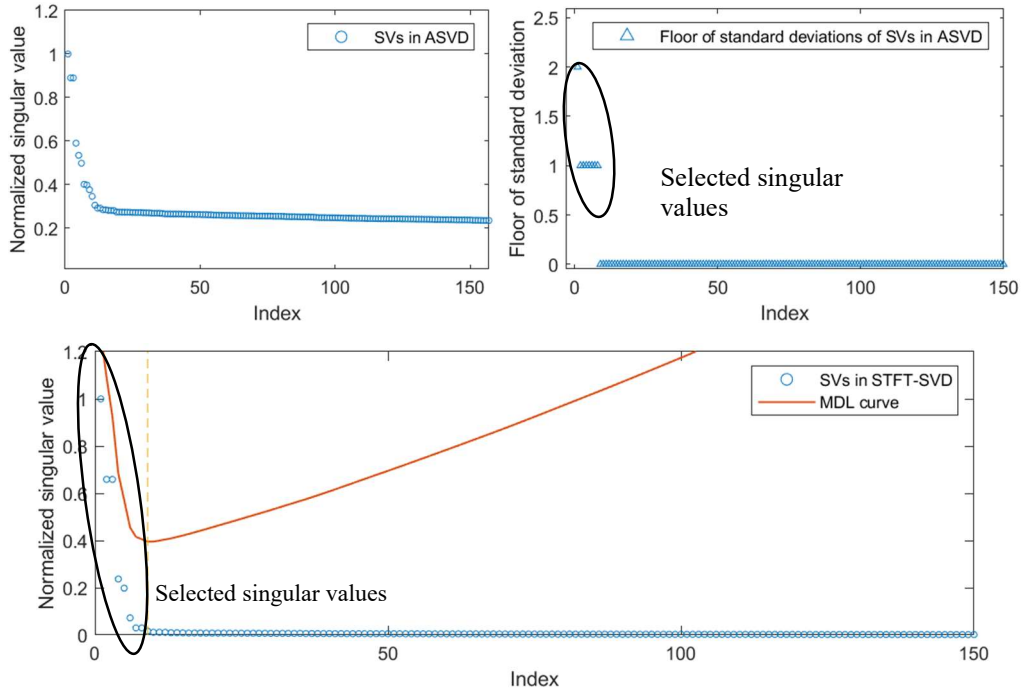 Normalized singular value
1.2
1
0.8
0.6
0.4
0.2
SVs in ASVD
0
50
100
150
Index
Floor of standard deviation
2.5
2
1.5
1
0.5
0
Floor of standard deviations of SVs in ASVD
Selected singular
values
0
50
100
150
Index
Normalized singular value
1.2
1
0.8
0.6
0.4
0.2
0
SVs in STFT-SVD
MDL curve
Selected singular values
0
50
100
150
Index